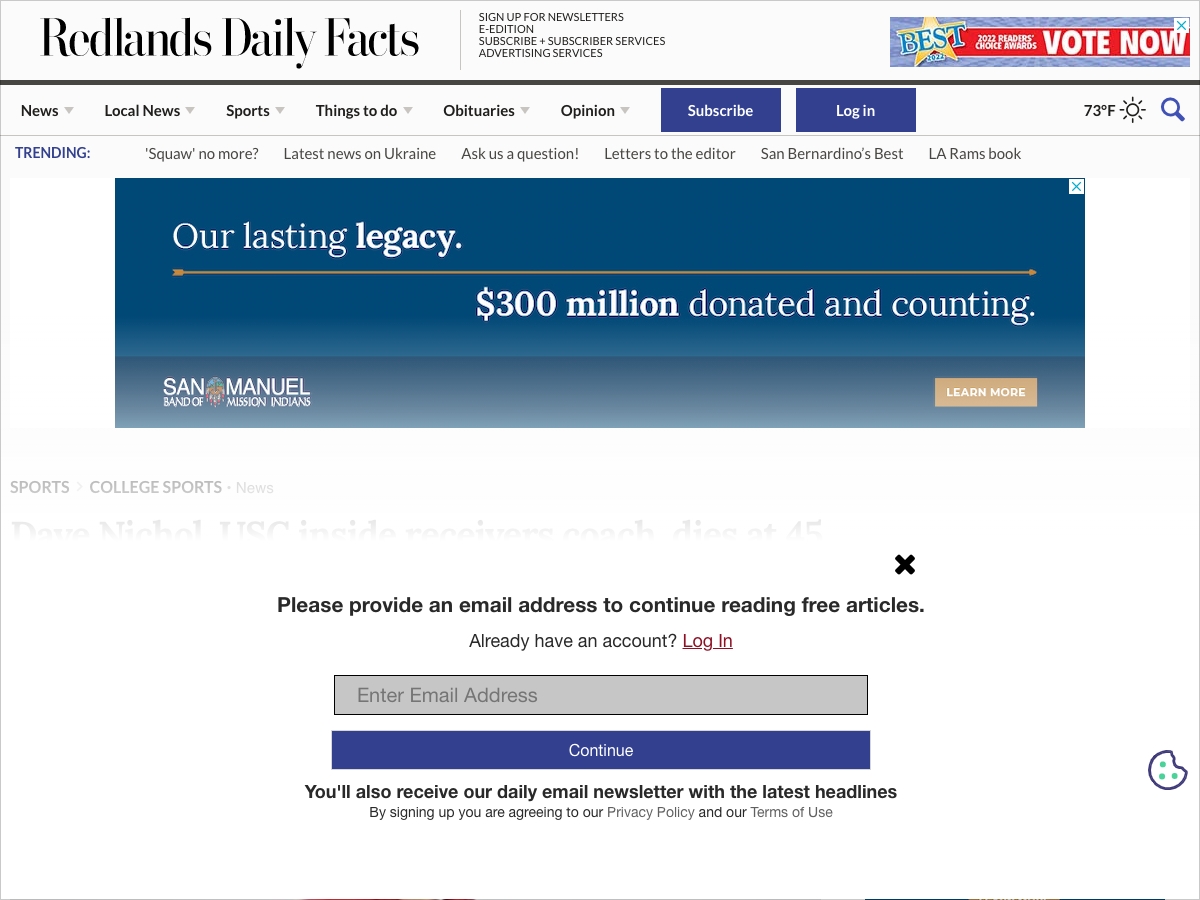 Redlands Daily Facts
SIGN UP FOR NEWSLETTERS
E-EDITION
SUBSCRIBE + SUBSCRIBER SERVICES
ADVERTISING SERVICES
BEST 2022
2022 READERS'
CHOICE AWARDS
VOTE NOW
News Local News Sports Things to do Obituaries Opinion Subscribe Log in 73°F
TRENDING: 'Squaw' no more? Latest news on Ukraine Ask us a question! Letters to the editor San Bernardino's Best LA Rams book
Our lasting legacy.
$300 million donated and counting.
SAN MANUEL
BAND OF MISSION INDIANS
LEARN MORE
SPORTS COLLEGE SPORTS • News
Dave Nichol, USC inside receivers coach, dies at 45
Please provide an email address to continue reading free articles.
Already have an account? Log In
Enter Email Address
Continue
You'll also receive our daily email newsletter with the latest headlines
By signing up you are agreeing to our Privacy Policy and our Terms of Use